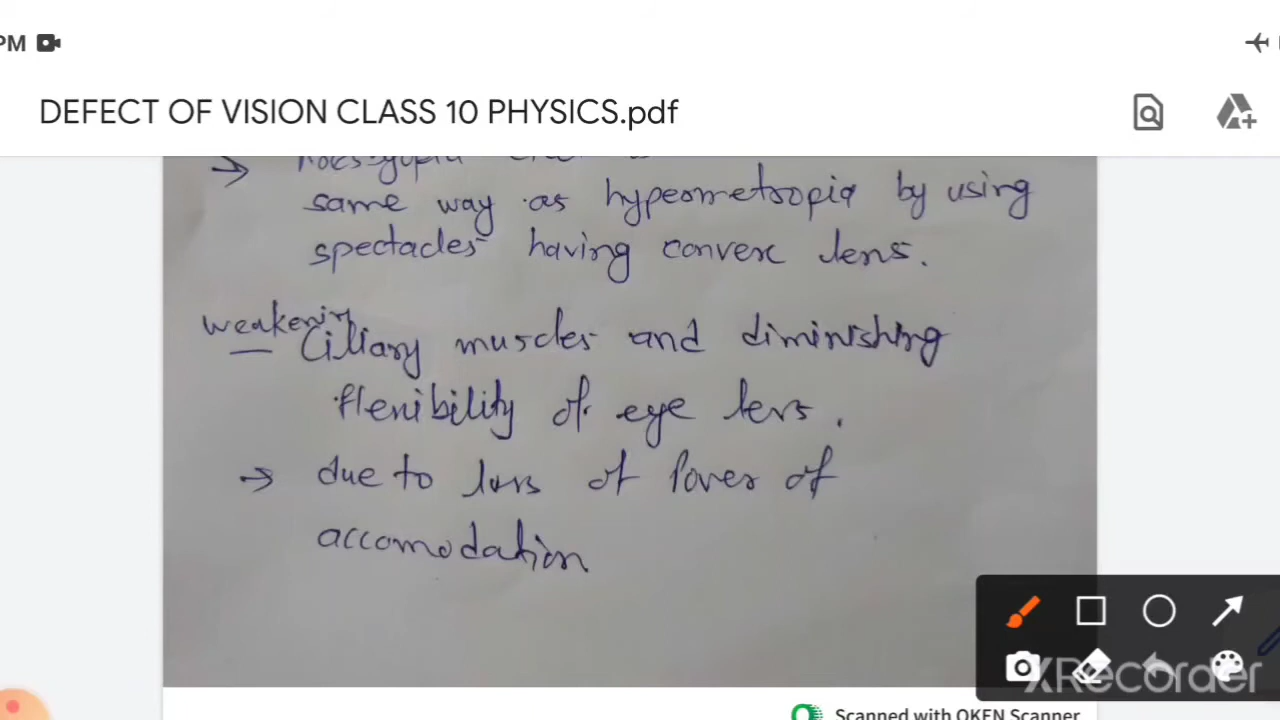 PM
DEFECT OF VISION CLASS 10 PHYSICS.pdf
same way as hypermetropia by using
spectacles having convex lens.
weakening
Ciliary muscles and diminishing
flexibility of eye lens.
→ due to loss of Power of
accomodation
XRecorder
Scanned with OKEN Scanner